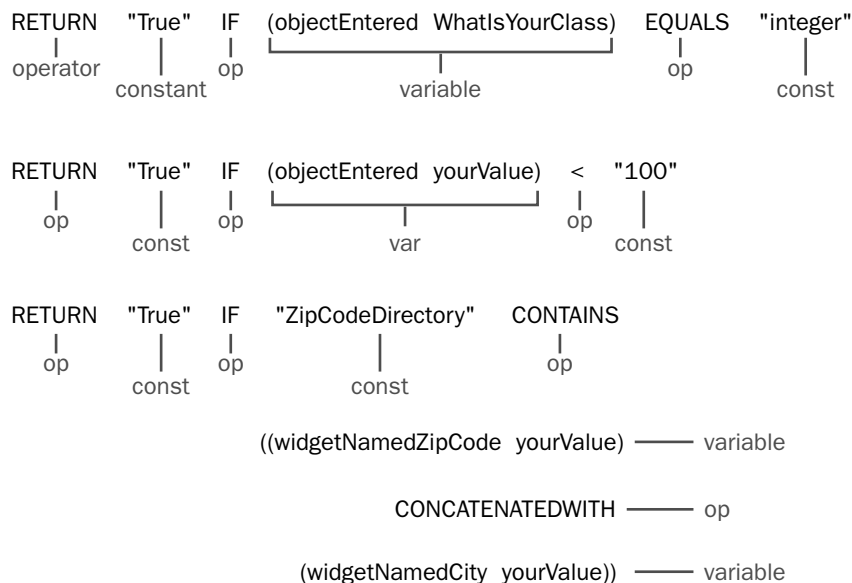 RETURN "True" IF (objectEntered WhatIsYourClass) EQUALS "integer"
operator constant op variable op const
RETURN "True" IF (objectEntered yourValue) < "100"
op const op var op const
RETURN "True" IF "ZipCodeDirectory" CONTAINS
op const op const op
((widgetNamedZipCode yourValue) variable
CONCATENATEDWITH op
(widgetNamedCity yourValue)) variable